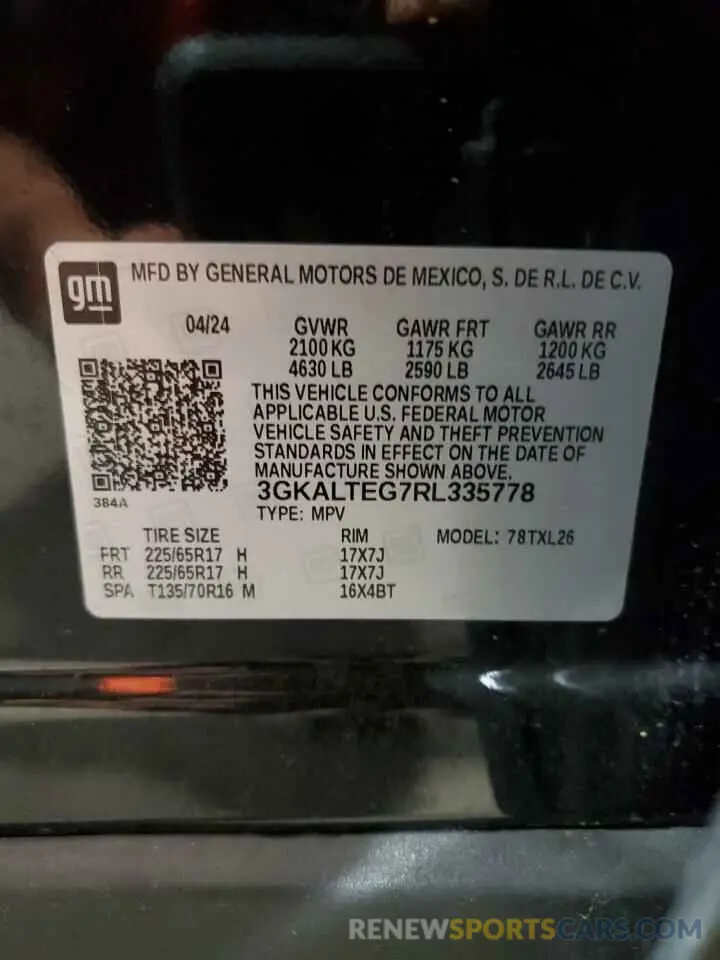 gm
MFD BY GENERAL MOTORS DE MEXICO, S. DE R.L. DE C.V.
04/24 GVWR GAWR FRT GAWR RR
2100 KG 1175 KG 1200 KG
4630 LB 2590 LB 2645 LB
THIS VEHICLE CONFORMS TO ALL
APPLICABLE U.S. FEDERAL MOTOR
VEHICLE SAFETY AND THEFT PREVENTION
STANDARDS IN EFFECT ON THE DATE OF
MANUFACTURE SHOWN ABOVE.
384A
3GKALTEG7RL335778
TYPE: MPV
TIRE SIZE RIM MODEL: 78TXL26
FRT 225/65R17 H 17X7J
RR 225/65R17 H 17X7J
SPA T135/70R16 M 16X4BT
RENEWSPORTSCARS.COM